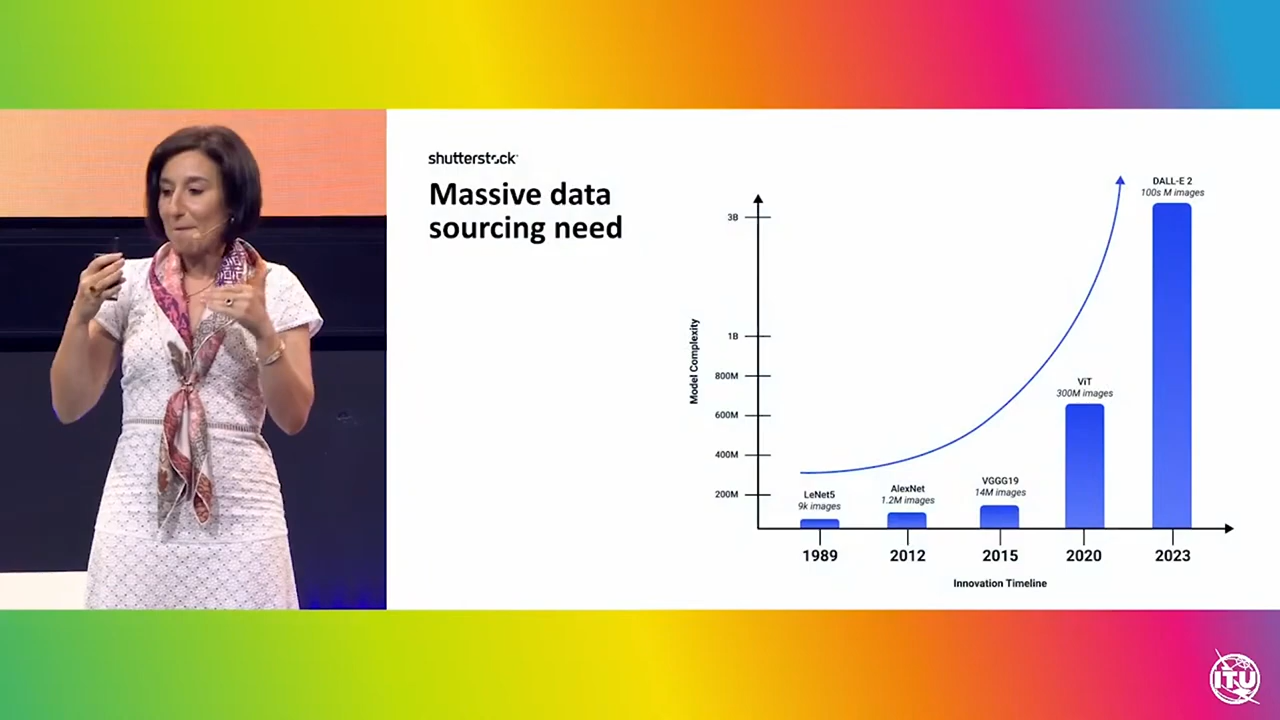 shutterstock
Massive data
sourcing need
DALL-E 2
100s M images
3B
1B
800M
600M
400M
200M
Model Complexity
ViT
300M images
VGGG19
14M images
AlexNet
1.2M images
LeNet5
9k images
1989
2012
2015
2020
2023
Innovation Timeline
ITU